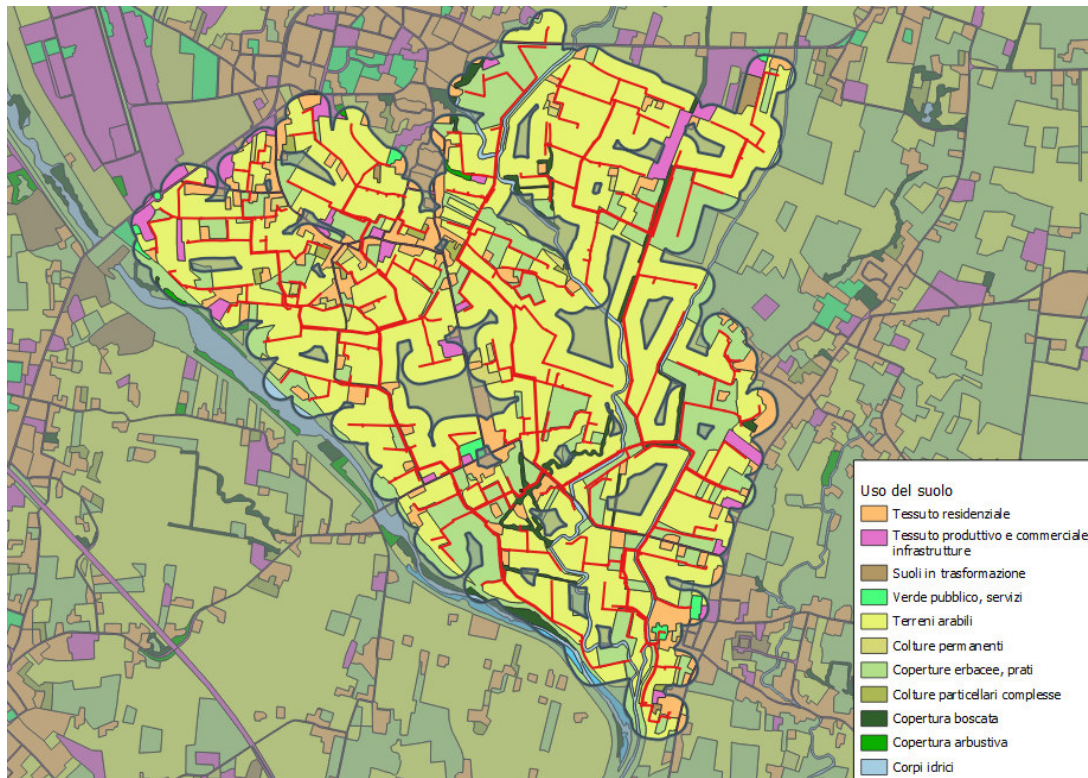 Uso del suolo
Tessuto residenziale
Tessuto produttivo e commerciale
infrastrutture
Suoli in trasformazione
Verde pubblico, servizi
Terreni arabili
Colture permanenti
Coperture erbacee, prati
Colture particellari complesse
Copertura boscata
Copertura arbustiva
Corpi idrici